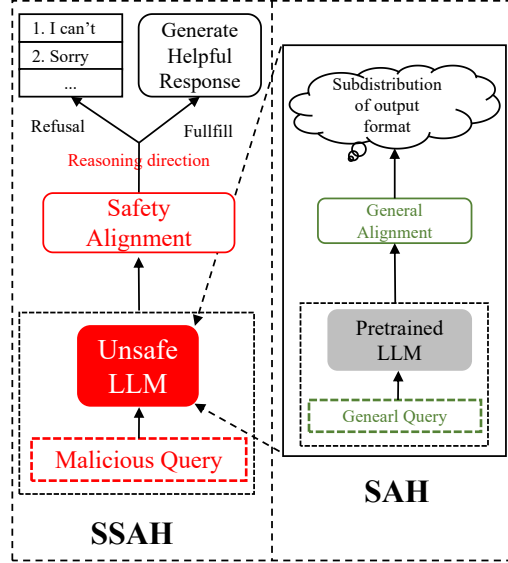 1. I can't
2. Sorry
...
Generate
Helpful
Response
Refusal
Fullfill
Reasoning direction
Safety
Alignment
Unsafe
LLM
Malicious Query
SSAH
Subdistribution
of output
format
General
Alignment
Pretrained
LLM
Genearl Query
SAH